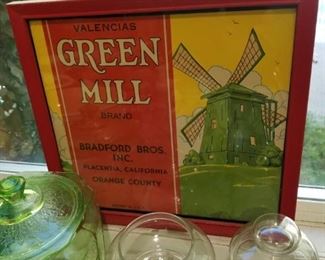 VALENCIAS
GREEN
MILL
BRAND
BRADFORD BROS.
INC.
PLACENTIA, CALIFORNIA
ORANGE COUNTY